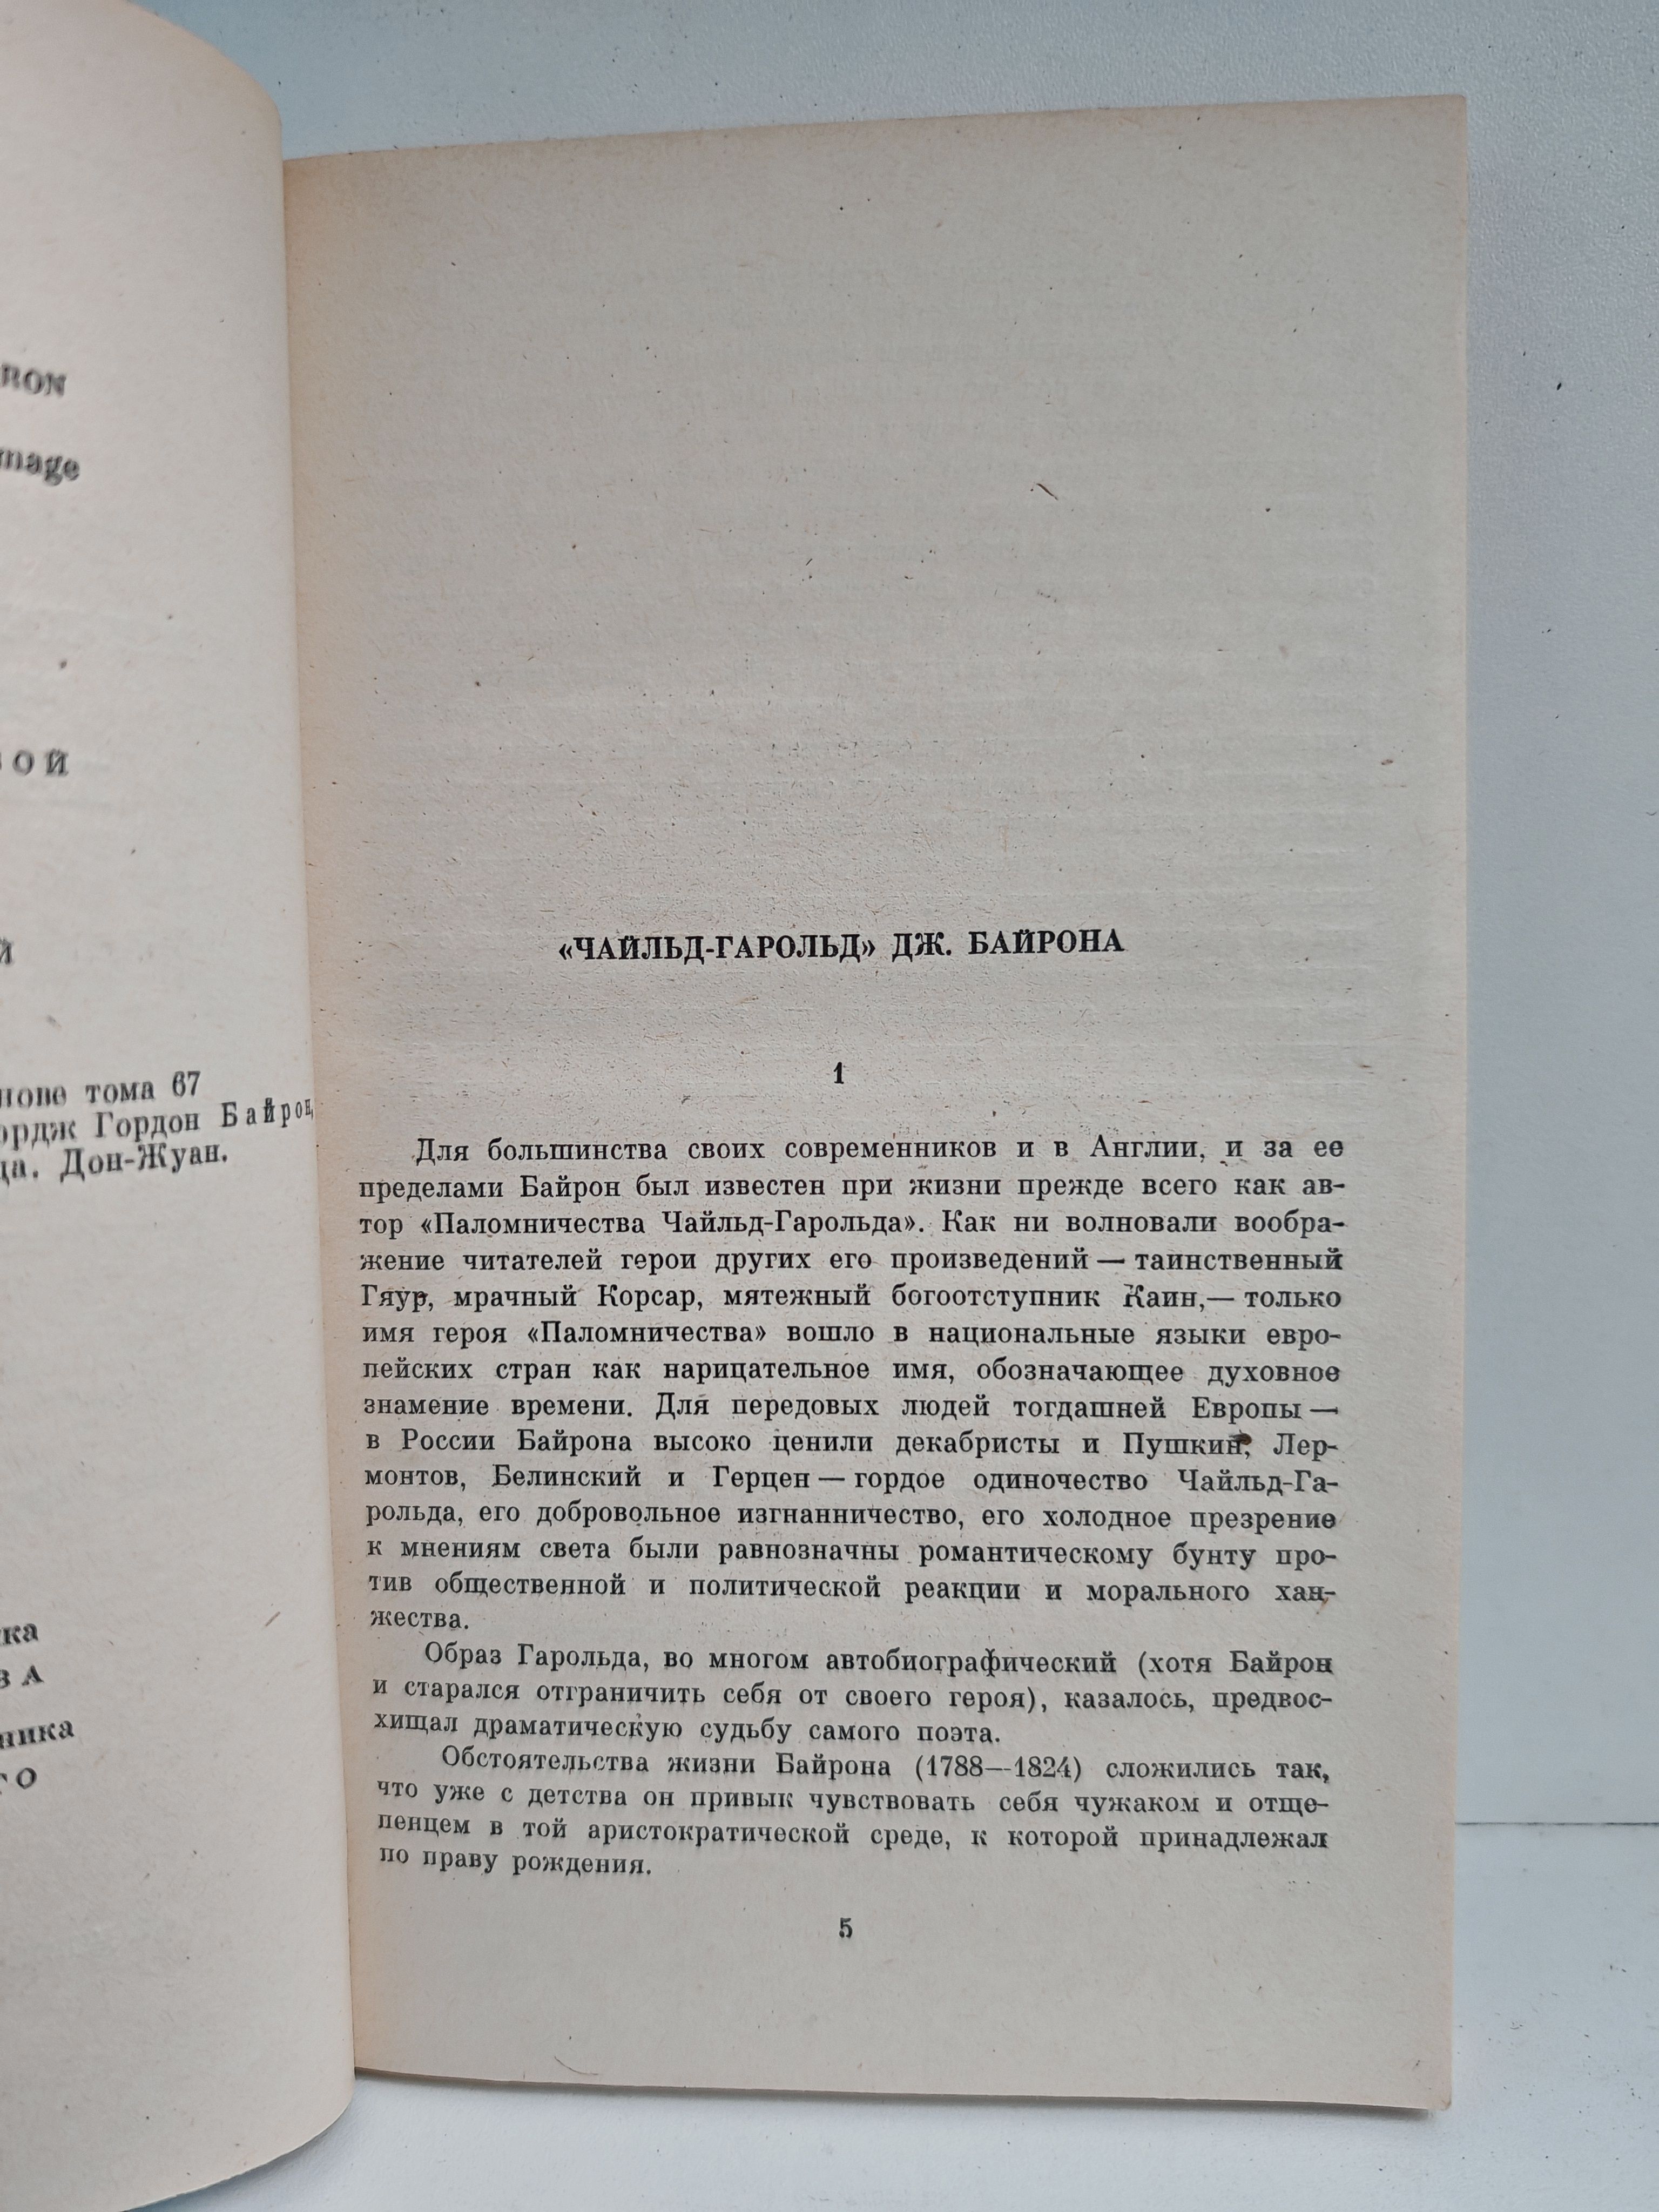 RON
mage
ОЙ
Й
тома 67
Гордон Байрон,
Дон-Жуан.
«ЧАЙЛЬД-ГАРОЛЬД» ДЖ. БАЙРОНА
1
Для большинства своих современников и в Англии, и за ее
пределами Байрон был известен при жизни прежде всего как ав-
тор «Паломничества Чайльд-Гарольда». Как ни волновали вообра-
жение читателей герои других его произведений — таинственный
Гяур, мрачный Корсар, мятежный богоотступник Каин,— только
имя героя «Паломничества» вошло в национальные языки евро-
пейских стран как нарицательное имя, обозначающее духовное
знамение времени. Для передовых людей тогдашней Европы —
в России Байрона высоко ценили декабристы и Пушкин, Лер-
монтов, Белинский и Герцен — гордое одиночество Чайльд-Га-
рольда, его добровольное изгнанничество, его холодное презрение
к мнениям света были равнозначны романтическому бунту про-
тив общественной и политической реакции и морального хан-
жества.
Образ Гарольда, во многом автобиографический (хотя Байрон
и старался отграничить себя от своего героя), казалось, предвос-
хищал драматическую судьбу самого поэта.
Обстоятельства жизни Байрона (1788—1824) сложились так,
что уже с детства он привык чувствовать себя чужаком и отще-
пенцем в той аристократической среде, к которой принадлежал
по праву рождения.
5